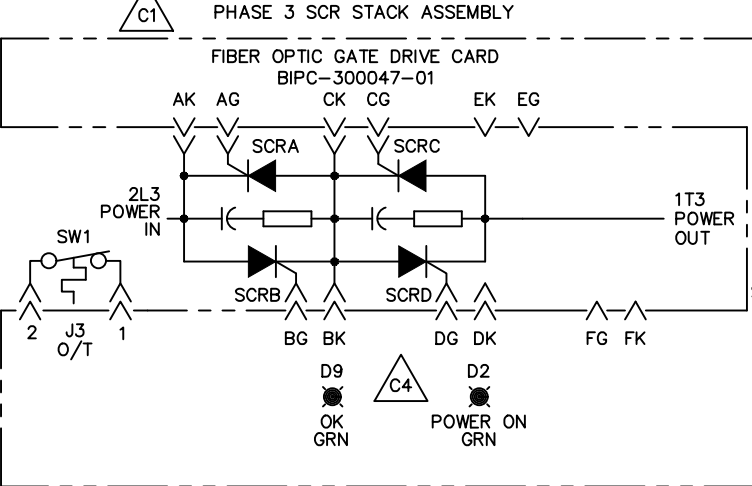 C1
PHASE 3 SCR STACK ASSEMBLY
FIBER OPTIC GATE DRIVE CARD
BIPC-300047-01
AK AG CK CG EK EG
SCRA SCRC
2L3
POWER
IN
1T3
POWER
OUT
SW1
SCRB SCRD
2 J3 1
O/T
BG BK DG DK FG FK
D9 C4 D2
OK
GRN
POWER ON
GRN